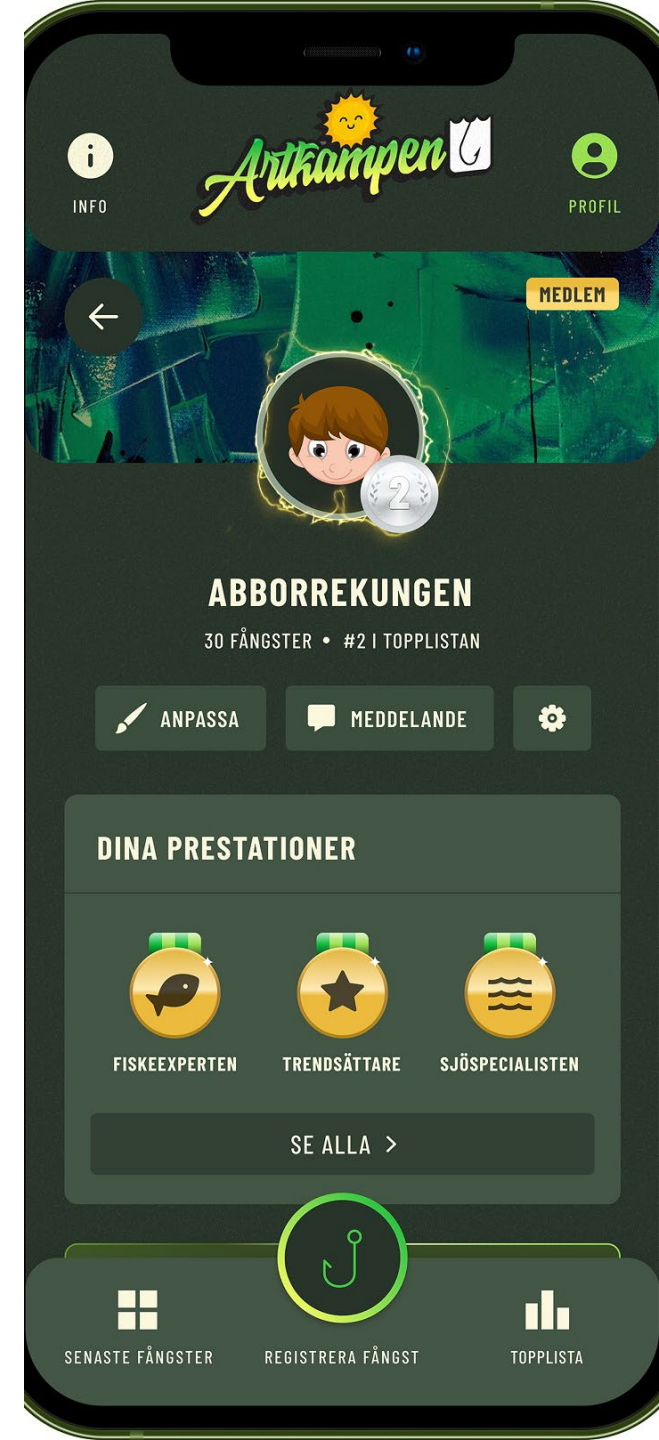 Artkampen
INFO
PROFIL
MEDLEM
2
ABBORREKUNGEN
30 FÅNGSTER • #2 I TOPPLISTAN
ANPASSA
MEDDELANDE
DINA PRESTATIONER
FISKEEXPERTEN
TRENDSÄTTARE
SJÖSPECIALISTEN
SE ALLA >
SENASTE FÅNGSTER
REGISTRERA FÅNGST
TOPPLISTA